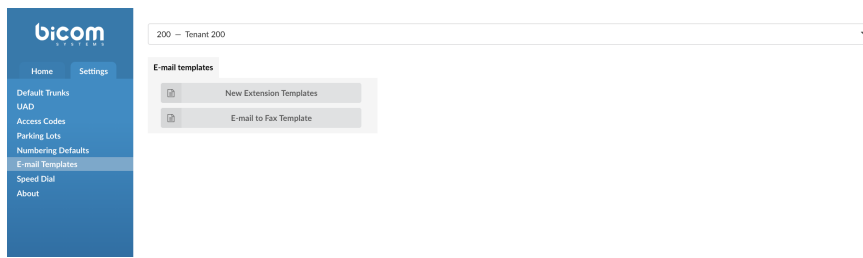 bicom
SYSTEMS
200 — Tenant 200
Home Settings
E-mail templates
Default Trunks
UAD
Access Codes
Parking Lots
Numbering Defaults
E-mail Templates
Speed Dial
About
New Extension Templates
E-mail to Fax Template